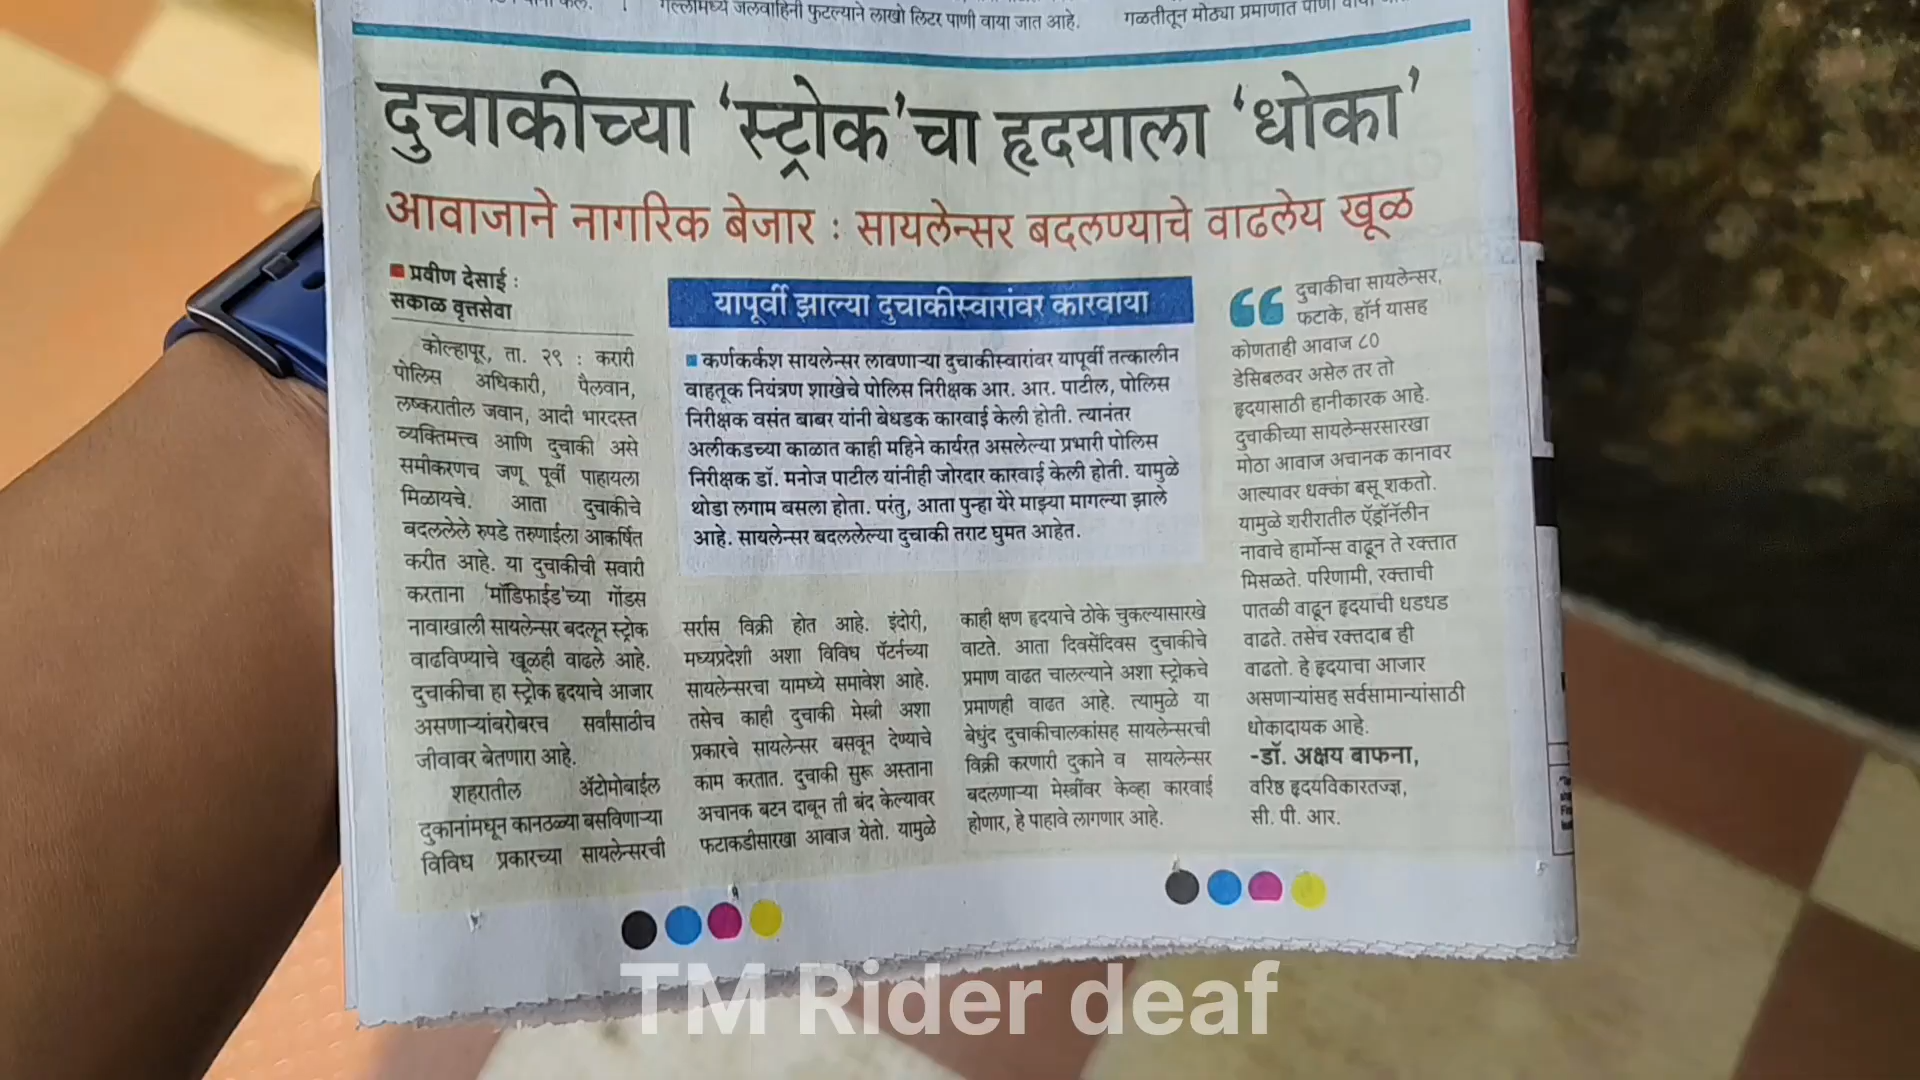 गल्लीमध्ये जलवाहिनी फुटल्याने लाखो लिटर पाणी वाया जात आहे.
गळतीतून मोठ्या प्रमाणात पाणी वाया
दुचाकीच्या ‘स्ट्रोक’चा हृदयाला ‘धोका’
आवाजाने नागरिक बेजार : सायलेन्सर बदलण्याचे वाढलेय खूळ
प्रवीण देसाई :
सकाळ वृत्तसेवा
कोल्हापूर, ता. २९ : करारी
पोलिस अधिकारी, पैलवान,
लष्करातील जवान, आदी भारदस्त
व्यक्तिमत्त्व आणि दुचाकी असे
समीकरणच जणू पूर्वी पाहायला
मिळायचे. आता दुचाकीचे
बदललेले रुपडे तरुणाईला आकर्षित
करीत आहे. या दुचाकीची सवारी
करताना ‘मॉडिफाईड’च्या गोंडस
नावाखाली सायलेन्सर बदलून स्ट्रोक
वाढविण्याचे खूळही वाढले आहे.
दुचाकीचा हा स्ट्रोक हृदयाचे आजार
असणाऱ्यांबरोबरच सर्वांसाठीच
जीवावर बेतणारा आहे.
शहरातील ॲटोमोबाईल
दुकानांमधून कानठळ्या बसविणाऱ्या
विविध प्रकारच्या सायलेन्सरची
यापूर्वी झाल्या दुचाकीस्वारांवर कारवाया
कर्णकर्कश सायलेन्सर लावणाऱ्या दुचाकीस्वारांवर यापूर्वी तत्कालीन
वाहतूक नियंत्रण शाखेचे पोलिस निरीक्षक आर. आर. पाटील, पोलिस
निरीक्षक वसंत बाबर यांनी बेधडक कारवाई केली होती. त्यानंतर
अलीकडच्या काळात काही महिने कार्यरत असलेल्या प्रभारी पोलिस
निरीक्षक डॉ. मनोज पाटील यांनीही जोरदार कारवाई केली होती. यामुळे
थोडा लगाम बसला होता. परंतु, आता पुन्हा येरे माझ्या मागल्या झाले
आहे. सायलेन्सर बदललेल्या दुचाकी तराट घुमत आहेत.
सर्रास विक्री होत आहे. इंदोरी,
मध्यप्रदेशी अशा विविध पॅटर्नच्या
सायलेन्सरचा यामध्ये समावेश आहे.
तसेच काही दुचाकी मेस्त्री अशा
प्रकारचे सायलेन्सर बसवून देण्याचे
काम करतात. दुचाकी सुरू असताना
अचानक बटन दाबून ती बंद केल्यावर
फटाकडीसारखा आवाज येतो. यामुळे
काही क्षण हृदयाचे ठोके चुकल्यासारखे
वाटते. आता दिवसेंदिवस दुचाकीचे
प्रमाण वाढत चालल्याने अशा स्ट्रोकचे
प्रमाणही वाढत आहे. त्यामुळे या
बेधुंद दुचाकीचालकांसह सायलेन्सरची
विक्री करणारी दुकाने व सायलेन्सर
बदलणाऱ्या मेस्त्रींवर केव्हा कारवाई
होणार, हे पाहावे लागणार आहे.
दुचाकीचा सायलेन्सर,
फटाके, हॉर्न यासह
कोणताही आवाज ८०
डेसिबलवर असेल तर तो
हृदयासाठी हानीकारक आहे.
दुचाकीच्या सायलेन्सरसारखा
मोठा आवाज अचानक कानावर
आल्यावर धक्का बसू शकतो.
यामुळे शरीरातील ऍड्रॉनॅलीन
नावाचे हार्मोन्स वाढून ते रक्तात
मिसळते. परिणामी, रक्ताची
पातळी वाढून हृदयाची धडधड
वाढते. तसेच रक्तदाब ही
वाढतो. हे हृदयाचा आजार
असणाऱ्यांसह सर्वसामान्यांसाठी
धोकादायक आहे.
-डॉ. अक्षय बाफना,
वरिष्ठ हृदयविकारतज्ज्ञ,
सी. पी. आर.
TM Rider deaf